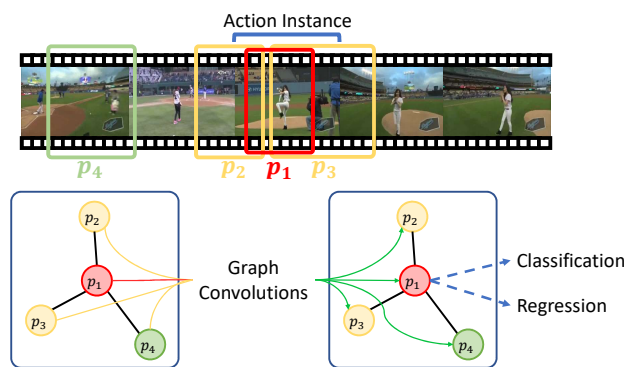 Action Instance
p4 p2 p1 p3
p2
p1
p3
p4
Graph
Convolutions
p2
p1
p3
p4
Classification
Regression